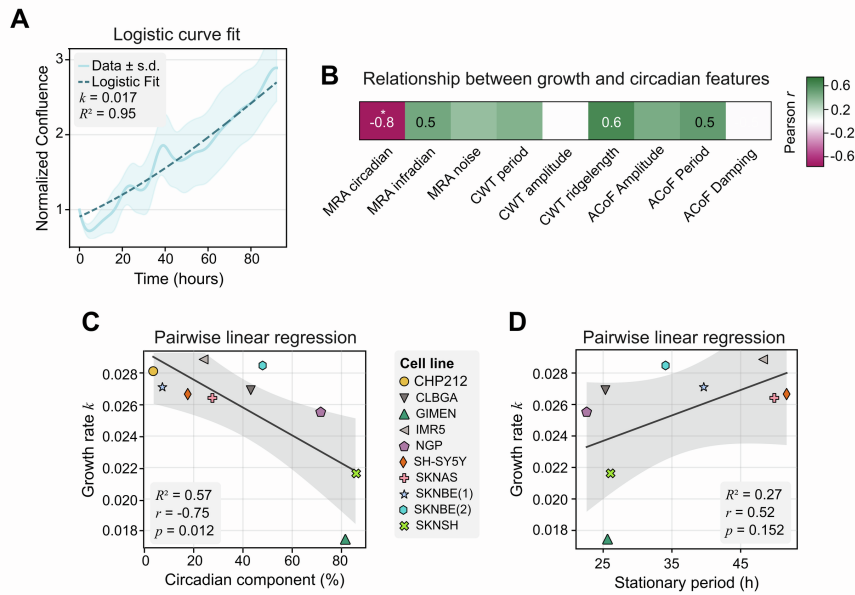 A
Logistic curve fit
Data ± s.d.
Logistic Fit
k = 0.017
R² = 0.95
3
2
1
Normalized Confluence
0 20 40 60 80
Time (hours)
B
Relationship between growth and circadian features
*
-0.8 0.5 0.6 0.5
MRA circadian
MRA infradian
MRA noise
CWT period
CWT amplitude
CWT ridgelength
ACoF Amplitude
ACoF Period
ACoF Damping
Pearson r
0.6
0.2
-0.2
-0.6
C
Pairwise linear regression
Growth rate k
0.028
0.026
0.024
0.022
0.020
0.018
R² = 0.57
r = -0.75
p = 0.012
0 20 40 60 80
Circadian component (%)
Cell line
CHP212
CLBGA
GIMEN
IMR5
NGP
SH-SY5Y
SKNAS
SKNBE(1)
SKNBE(2)
SKNSH
D
Pairwise linear regression
Growth rate k
0.028
0.026
0.024
0.022
0.020
0.018
R² = 0.27
r = 0.52
p = 0.152
25 35 45
Stationary period (h)